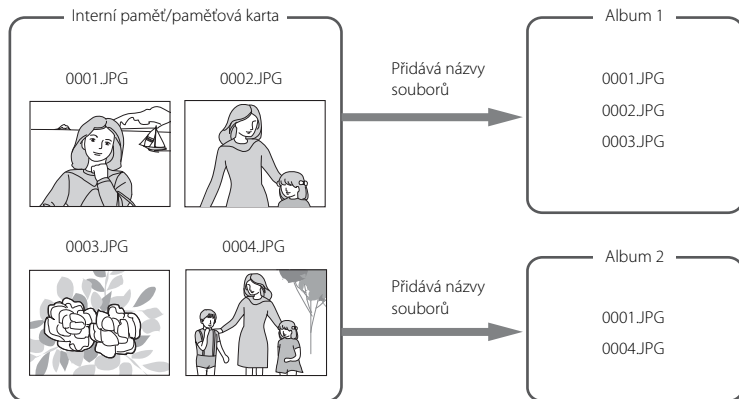 Interní paměť/paměťová karta
0001.JPG
0002.JPG
0003.JPG
0004.JPG
Přidává názvy
souborů
Album 1
0001.JPG
0002.JPG
0003.JPG
Přidává názvy
souborů
Album 2
0001.JPG
0004.JPG